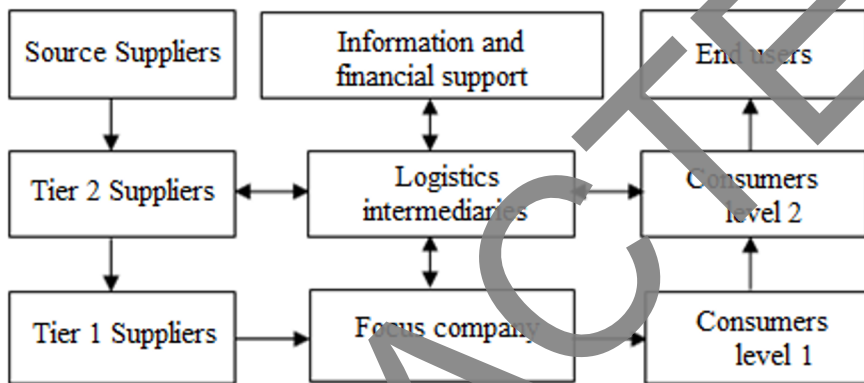 Source Suppliers
Information and
financial support
End users
Tier 2 Suppliers
Logistics
intermediaries
Consumers
level 2
Tier 1 Suppliers
Focus company
Consumers
level 1